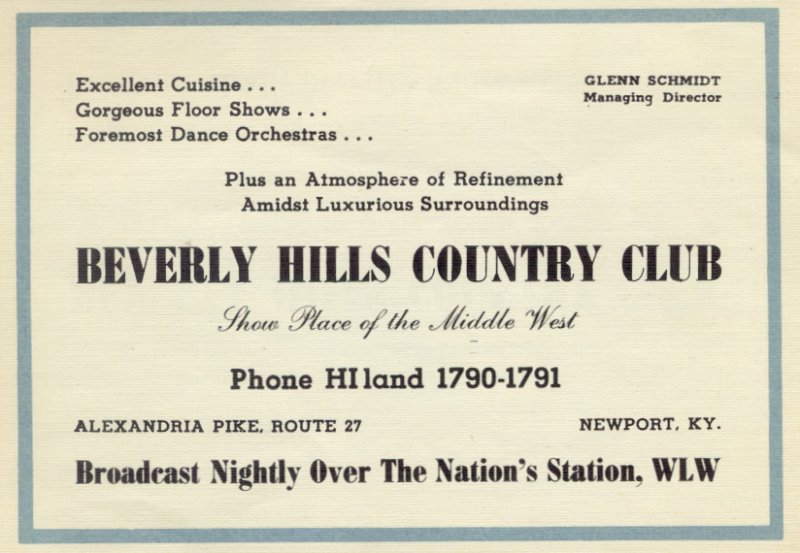 Excellent Cuisine . . .
GLENN SCHMIDT
Managing Director
Gorgeous Floor Shows . . .
Foremost Dance Orchestras . . .
Plus an Atmosphere of Refinement
Amidst Luxurious Surroundings
BEVERLY HILLS COUNTRY CLUB
Show Place of the Middle West
Phone HIland 1790-1791
ALEXANDRIA PIKE, ROUTE 27
NEWPORT, KY.
Broadcast Nightly Over The Nation's Station, WLW